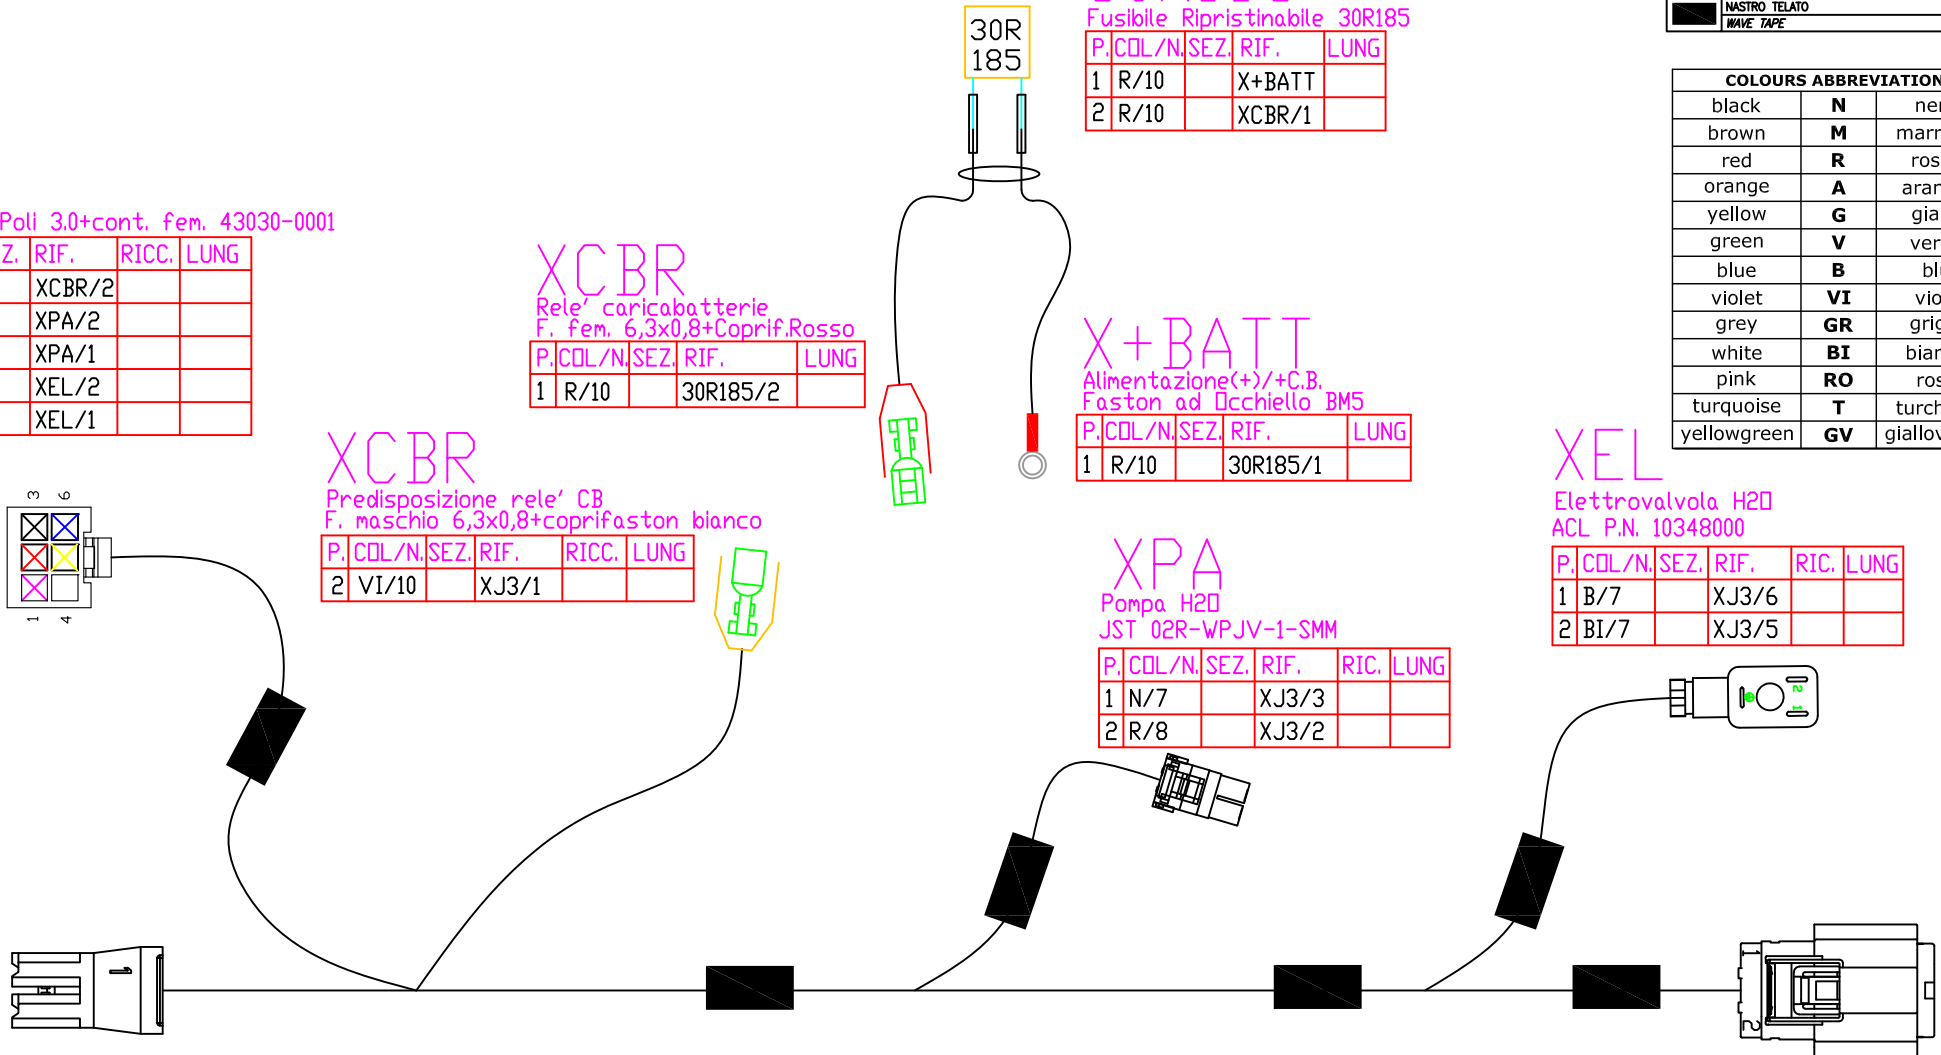 30R
185
Fusibile Ripristinabile 30R185
P. COL/N. SEZ. RIF. LUNG
1 R/10 X+BATT
2 R/10 XCBR/1
NASTRO TELATO
WAVE TAPE
COLOURS ABBREVIATION
black N
brown M
red R
orange A
yellow G
green V
blue B
violet VI
grey GR
white BI
pink RO
turquoise T
yellowgreen GV
Poli 3.0+cont. fem. 43030-0001
Z. RIF. RICC. LUNG
XCBR/2
XPA/2
XPA/1
XEL/2
XEL/1
XCBR
Rele' caricabatterie
F. fem. 6,3x0,8+Coprif.Rosso
P. COL/N. SEZ. RIF. LUNG
1 R/10 30R185/2
X+BATT
Alimentazione(+)/+C.B.
Faston ad Occhiello BM5
P. COL/N. SEZ. RIF. LUNG
1 R/10 30R185/1
XCBR
Predisposizione rele' CB
F. maschio 6,3x0,8+coprifaston bianco
P. COL/N. SEZ. RIF. RICC. LUNG
2 VI/10 XJ3/1
XEL
Elettrovalvola H2O
ACL P.N. 10348000
P. COL/N. SEZ. RIF. RIC. LUNG
1 B/7 XJ3/6
2 BI/7 XJ3/5
XPA
Pompa H2O
JST 02R-WPJV-1-SMM
P. COL/N. SEZ. RIF. RIC. LUNG
1 N/7 XJ3/3
2 R/8 XJ3/2
3 6
1 4
2
1
1
1
2